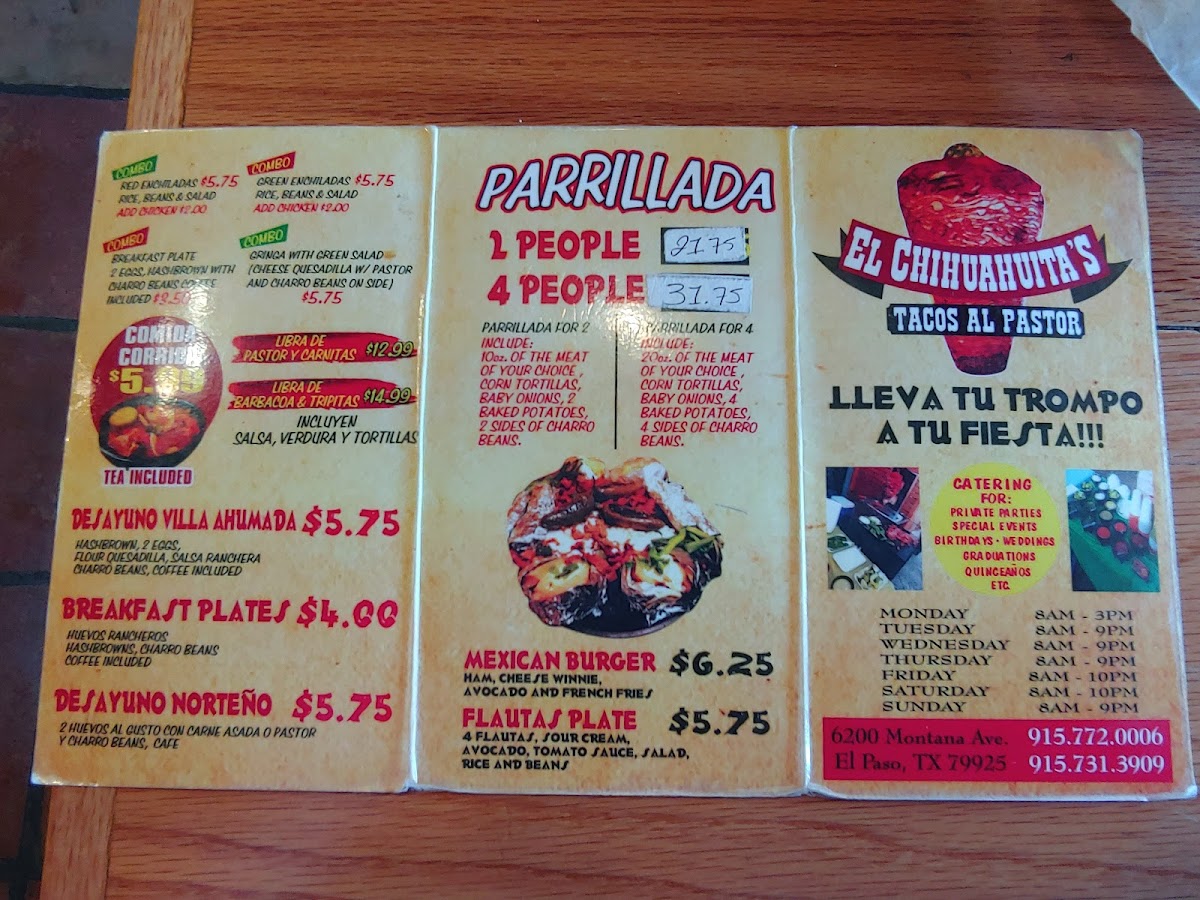 COMBO
RED ENCHILADAS $5.75
RICE, BEANS & SALAD
ADD CHICKEN $2.00
COMBO
GREEN ENCHILADAS $5.75
RICE, BEANS & SALAD
ADD CHICKEN $2.00
COMBO
BREAKFAST PLATE
2 EGGS, HASHBROWN WITH
CHARRO BEANS COFFEE
INCLUDED $3.50
COMBO
GRINGA WITH GREEN SALAD
(CHEESE QUESADILLA W/ PASTOR
AND CHARRO BEANS ON SIDE)
$5.75
COMIDA
CORRIDA
TEA INCLUDED
LIBRA DE
PASTOR Y CARNITAS $12.99
LIBRA DE
BARBACOA & TRIPITAS $14.99
INCLUYEN
SALSA, VERDURA Y TORTILLAS
DESAYUNO VILLA AHUMADA $5.75
HASHBROWN, 2 EGGS,
FLOUR QUESADILLA, SALSA RANCHERA
CHARRO BEANS, COFFEE INCLUDED
BREAKFAST PLATES
HUEVOS RANCHEROS
HASHBROWNS, CHARRO BEANS
COFFEE INCLUDED
DESAYUNO NORTEÑO $5.75
2 HUEVOS AL GUSTO CON CARNE ASADA O PASTOR
Y CHARRO BEANS, CAFE
PARRILLADA
2 PEOPLE 21.75
4 PEOPLE 31.75
PARRILLADA FOR 2
INCLUDE:
10oz. OF THE MEAT
OF YOUR CHOICE,
CORN TORTILLAS,
BABY ONIONS, 2
BAKED POTATOES,
2 SIDES OF CHARRO
BEANS.
PARRILLADA FOR 4
INCLUDE:
20oz. OF THE MEAT
OF YOUR CHOICE,
CORN TORTILLAS,
BABY ONIONS, 4
BAKED POTATOES,
4 SIDES OF CHARRO
BEANS.
MEXICAN BURGER $6.25
HAM, CHEESE WINNIE,
AVOCADO AND FRENCH FRIES
FLAUTAS PLATE $5.75
4 FLAUTAS, SOUR CREAM,
AVOCADO, TOMATO SAUCE, SALAD,
RICE AND BEANS
EL CHIHUAHUITA'S
TACOS AL PASTOR
LLEVA TU TROMPO
A TU FIESTA!!!
CATERING
FOR:
PRIVATE PARTIES
SPECIAL EVENTS
BIRTHDAYS • WEDDINGS
GRADUATIONS
QUINCEAÑOS
ETC.
MONDAY 8AM - 3PM
TUESDAY 8AM - 9PM
WEDNESDAY 8AM - 9PM
THURSDAY 8AM - 9PM
FRIDAY 8AM - 10PM
SATURDAY 8AM - 10PM
SUNDAY 8AM - 9PM
6200 Montana Ave. 915.772.0006
El Paso, TX 79925 915.731.3909